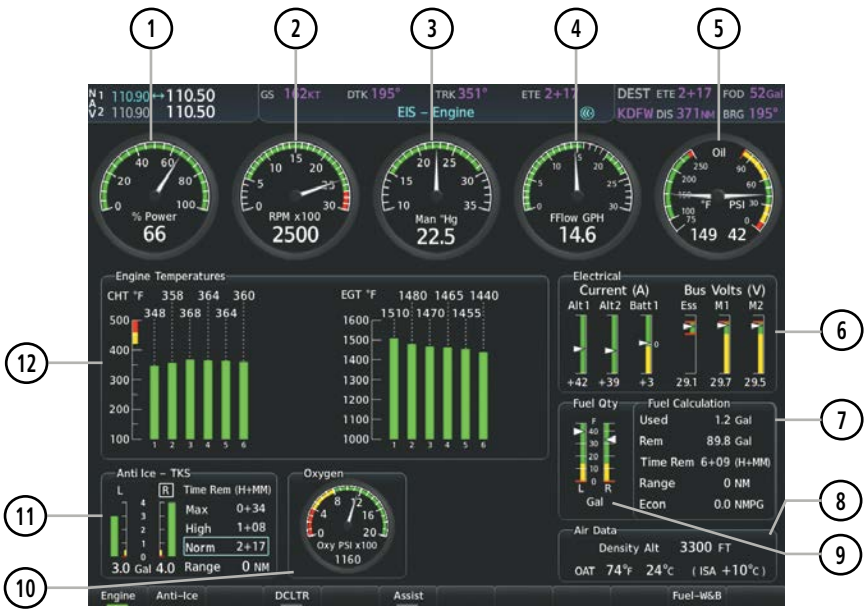 1 2 3 4 5
N A V 1 110.90 ↔ 110.50 GS 162KT DTK 195° TRK 351° ETE 2+17 DEST ETE 2+17 FOD 52Gal
2 110.90 110.50 EIS – Engine KDFW DIS 371NM BRG 195°
0 20 40 60 80 100
% Power
66
0 5 10 15 20 30
RPM x100
2500
10 15 20 25 30 35
Man "Hg
22.5
0 5 10 15 20 25 30
FFlow GPH
14.6
Oil
250 200 100 75
90 60 30 0
°F PSI
149 42
Engine Temperatures
CHT °F 358 364 360
348 368 364
500
400
300
200
100
1 2 3 4 5 6
EGT °F 1480 1465 1440
1510 1470 1455
1600
1500
1400
1300
1200
1100
1000
1 2 3 4 5 6
12
Electrical
Current (A) Bus Volts (V)
Alt1 Alt2 Batt1 Ess M1 M2
0
+42 +39 +3 29.1 29.7 29.5
6
Fuel Qty
F
40
30
20
10
0
L R
Gal
Fuel Calculation
Used 1.2 Gal
Rem 89.8 Gal
Time Rem 6+09 (H+MM)
Range 0 NM
Econ 0.0 NMPG
7
Anti Ice – TKS
L R Time Rem (H+MM)
4
3
2
1
0
Max 0+34
High 1+08
Norm 2+17
3.0 Gal 4.0 Range 0 NM
11
Oxygen
0 4 8 12 16 20
Oxy PSI x100
1160
10
Air Data
Density Alt 3300 FT
OAT 74°F 24°C ( ISA +10°C )
8
9
Engine Anti–Ice DCLTR Assist Fuel–W&B